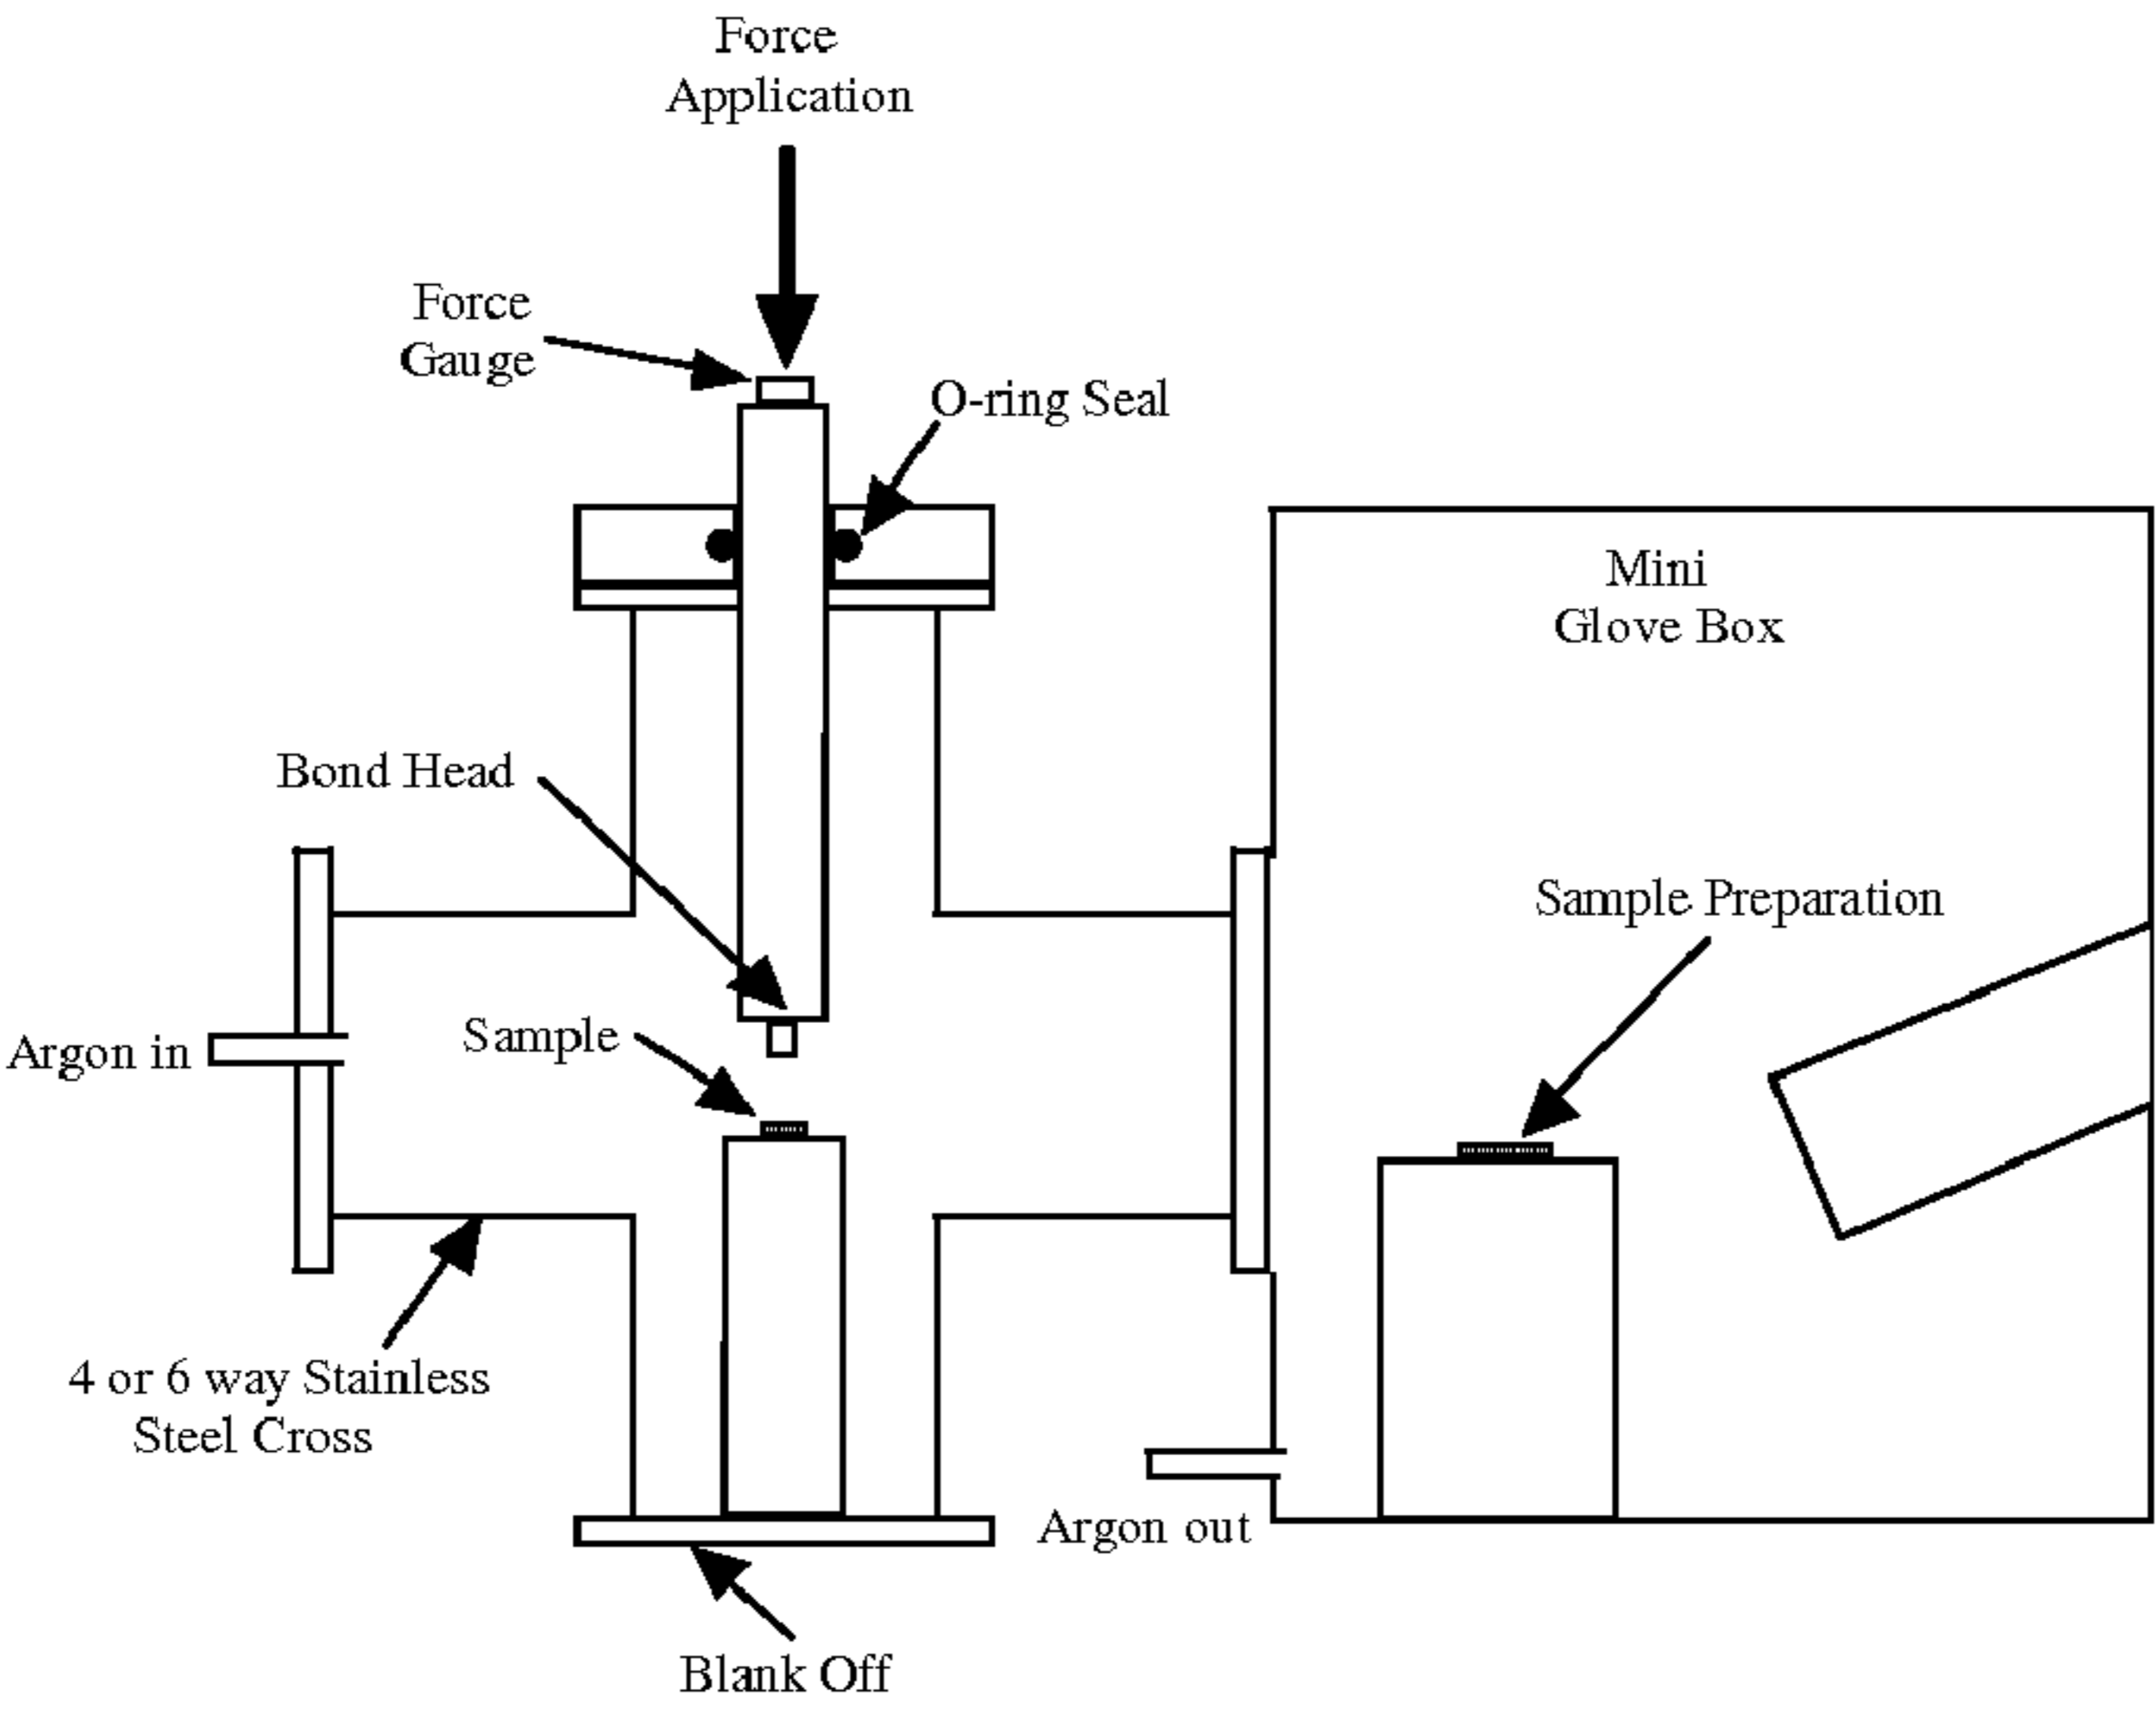 Force
Application
Force
Gauge
O-ring Seal
Mini
Glove Box
Bond Head
Sample Preparation
Sample
Argon in
4 or 6 way Stainless
Steel Cross
Argon out
Blank Off